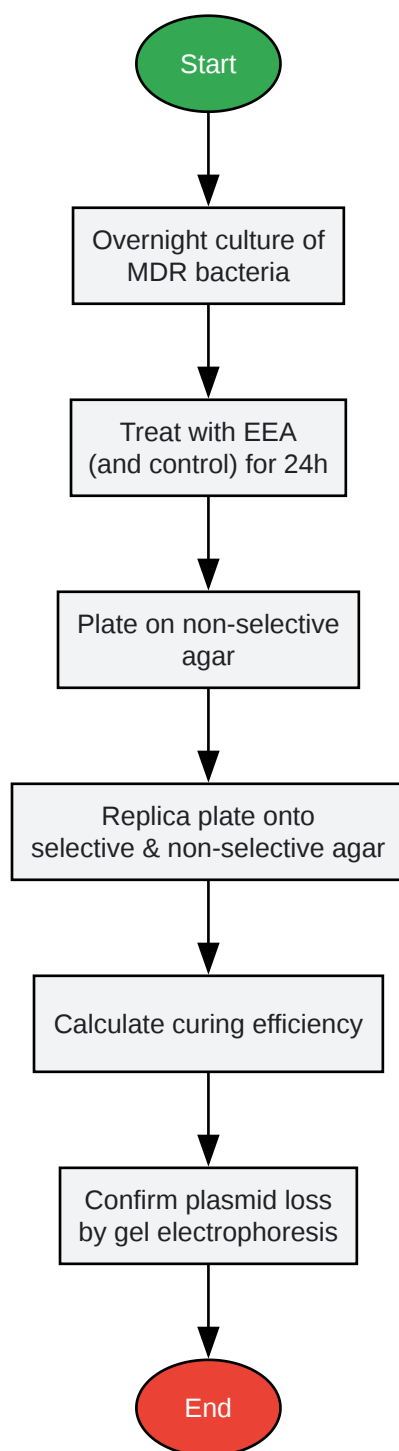 Start
Overnight culture of
MDR bacteria
Treat with EEA
(and control) for 24h
Plate on non-selective
agar
Replica plate onto
selective & non-selective agar
Calculate curing efficiency
Confirm plasmid loss
by gel electrophoresis
End